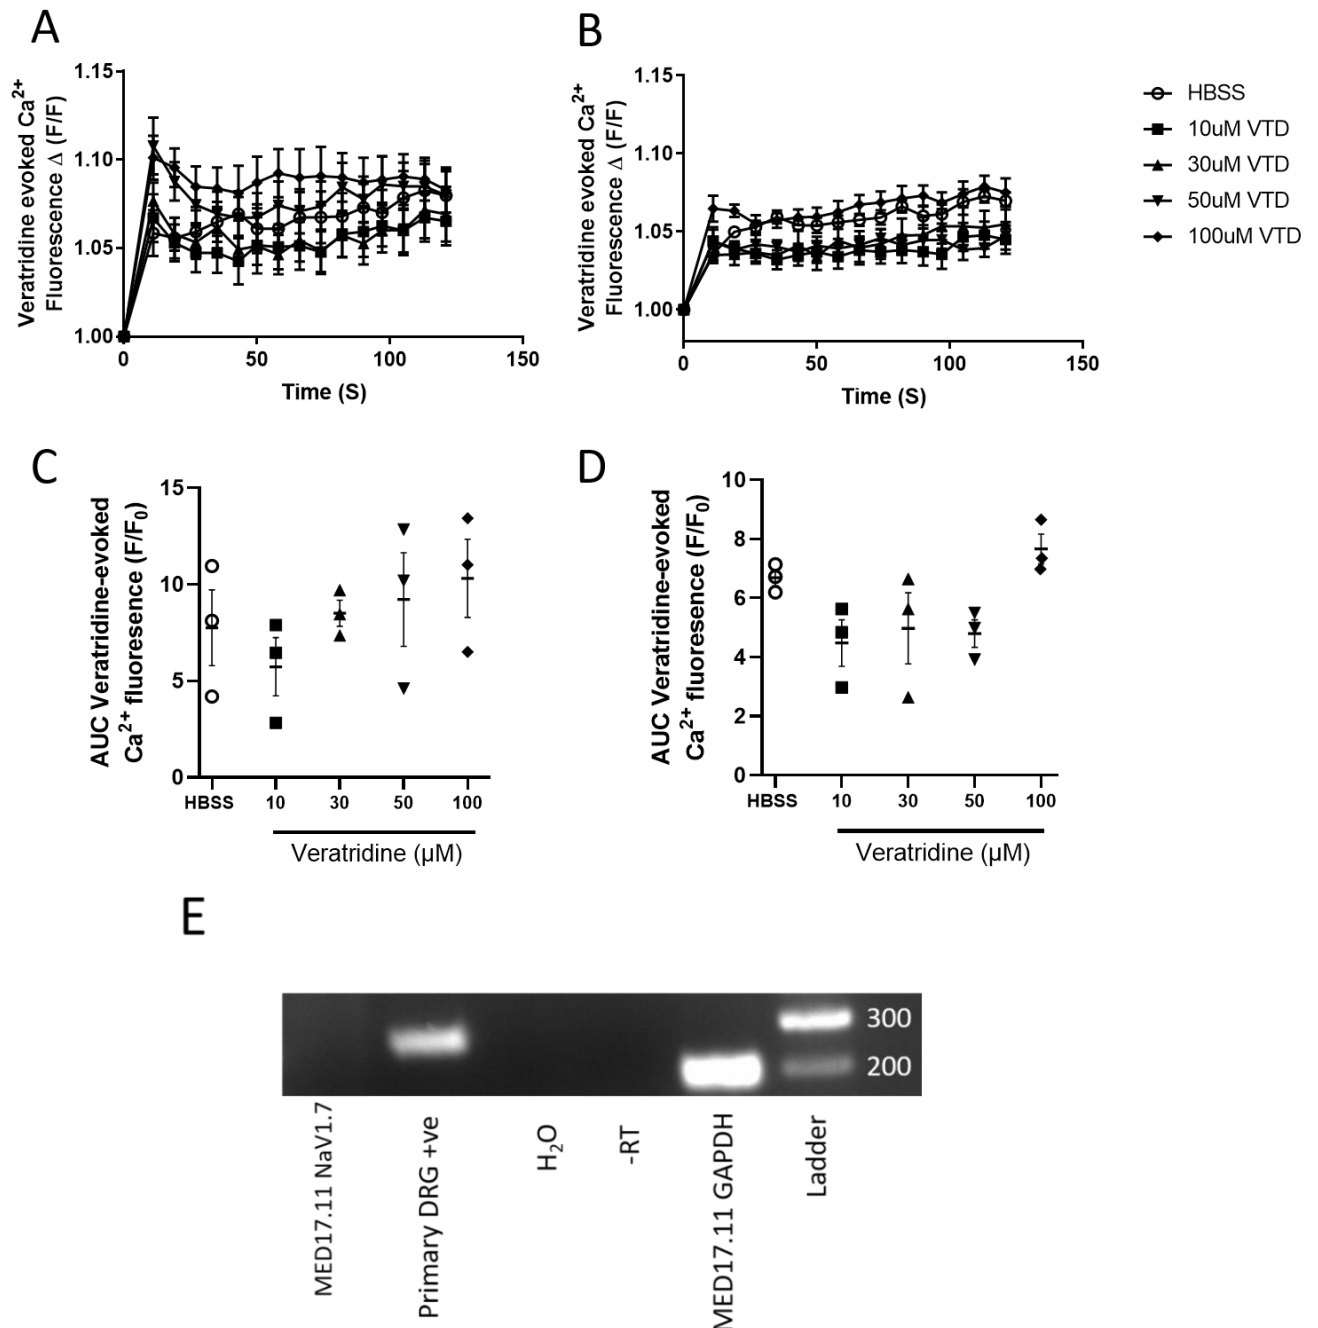 A
Veratridine evoked Ca2+
Fluorescence Δ (F/F)
1.15
1.10
1.05
1.00
0
50
100
150
Time (S)
B
Veratridine evoked Ca2+
Fluorescence Δ (F/F)
1.15
1.10
1.05
1.00
0
50
100
150
Time (S)
HBSS
10uM VTD
30uM VTD
50uM VTD
100uM VTD
C
AUC Veratridine-evoked
Ca2+ fluoresence (F/F0)
15
10
5
0
HBSS
10
30
50
100
Veratridine (µM)
D
AUC Veratridine-evoked
Ca2+ fluoresence (F/F0)
10
8
6
4
2
0
HBSS
10
30
50
100
Veratridine (µM)
E
300
200
MED17.11 NaV1.7
Primary DRG +ve
H2O
-RT
MED17.11 GAPDH
Ladder